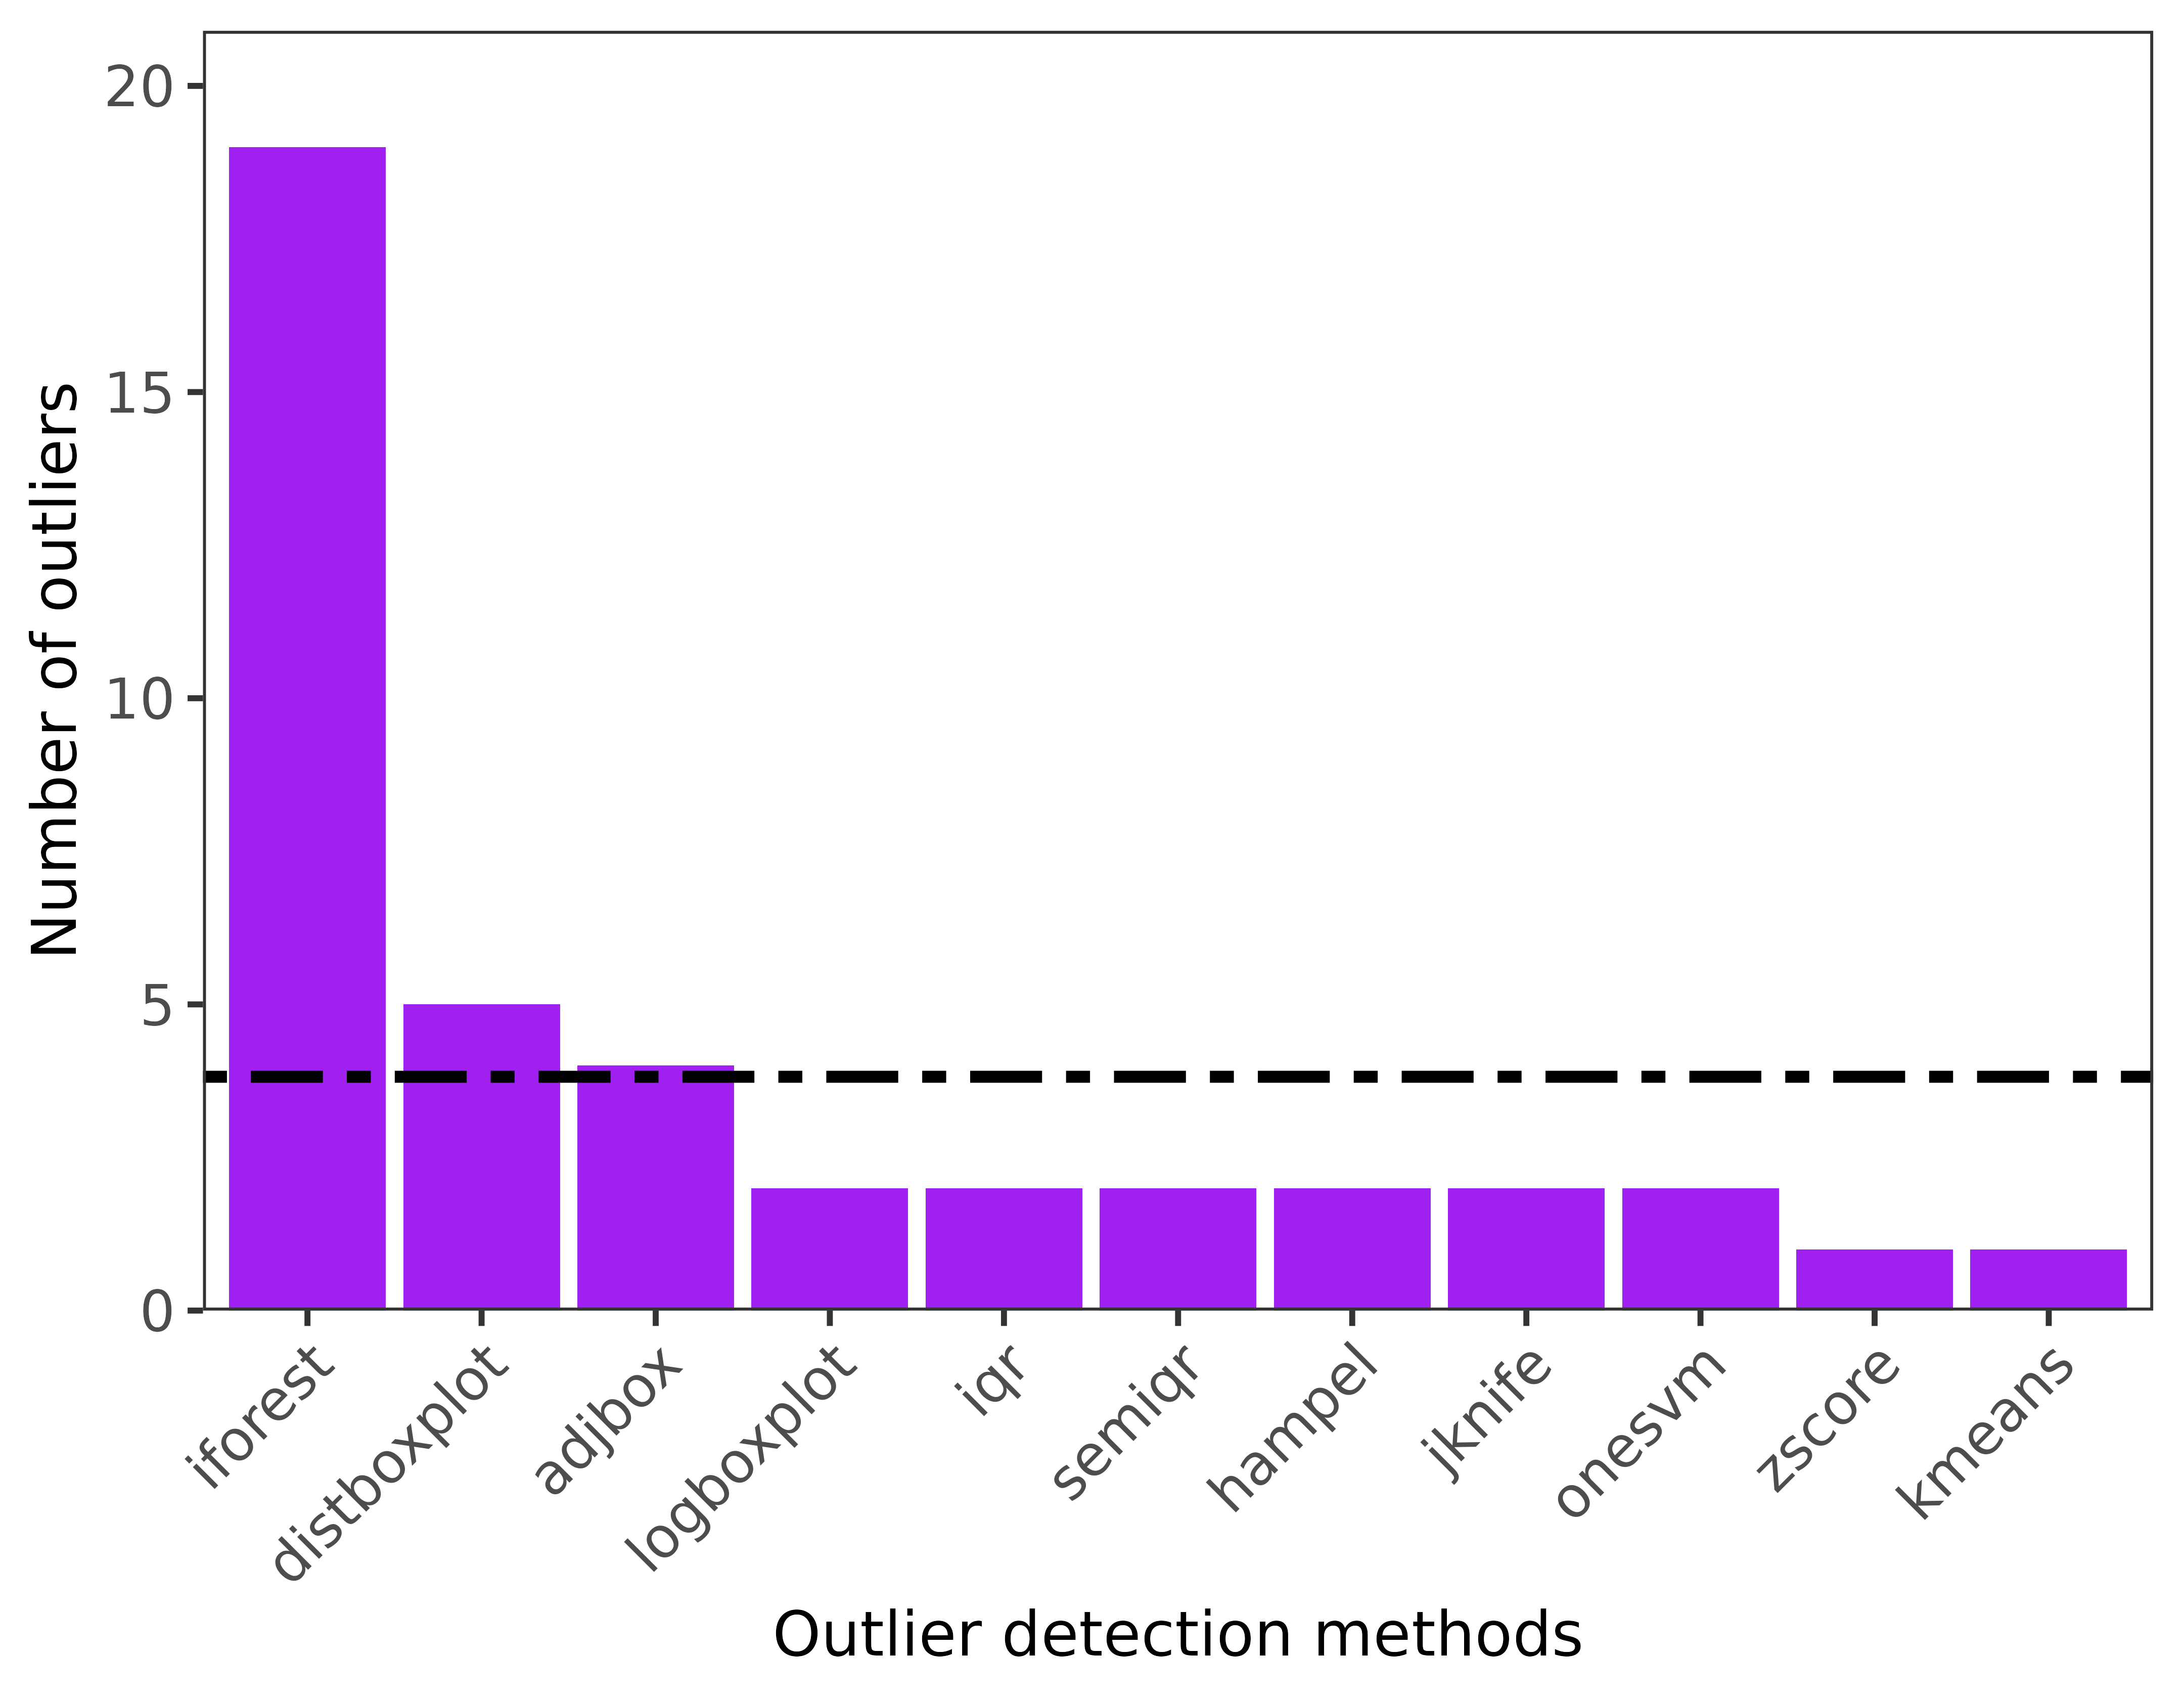 Number of outliers
20
15
10
5
0
iforest
distboxplot
adjbox
logboxplot
iqr
semiqr
hampel
jknife
onesvm
zscore
kmeans
Outlier detection methods